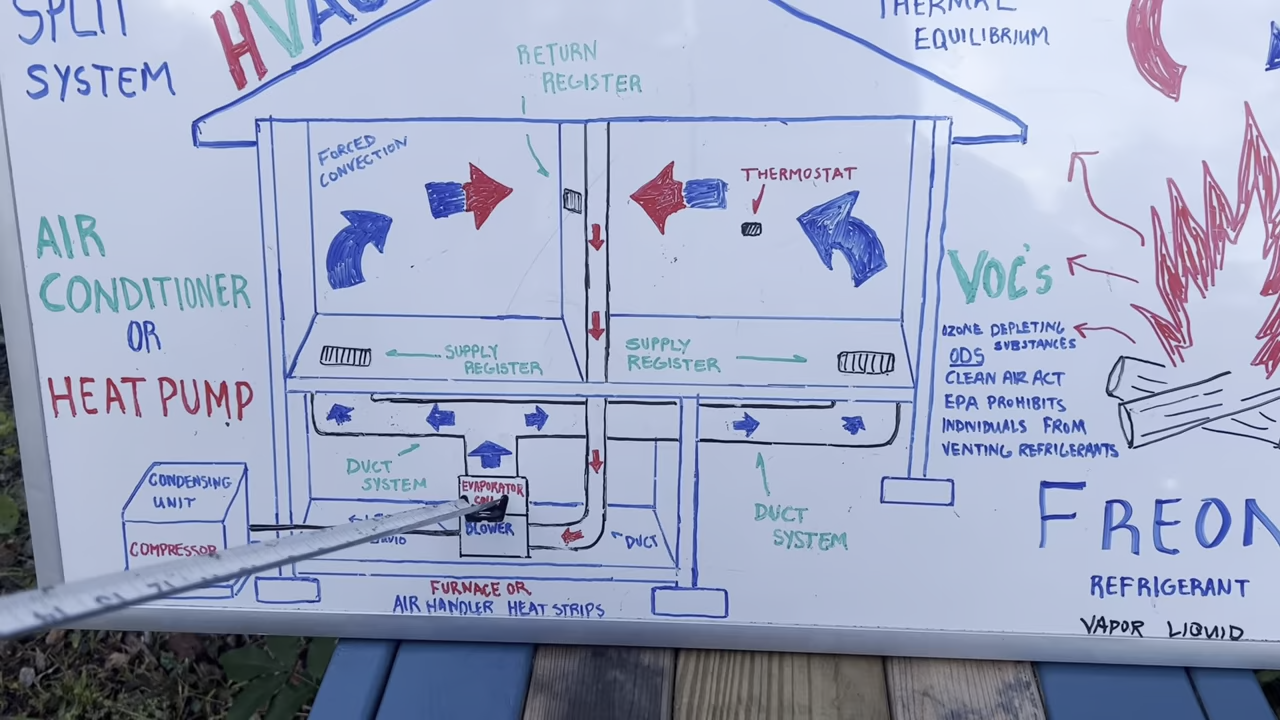 SPLIT
SYSTEM
HVAC
THERMAL
EQUILIBRIUM
RETURN
REGISTER
FORCED
CONVECTION
THERMOSTAT
AIR
CONDITIONER
OR
HEAT PUMP
SUPPLY
REGISTER
SUPPLY
REGISTER
VOC's
OZONE DEPLETING
SUBSTANCES
ODS
CLEAN AIR ACT
EPA PROHIBITS
INDIVIDUALS FROM
VENTING REFRIGERANTS
DUCT
SYSTEM
DUCT
SYSTEM
CONDENSING
UNIT
COMPRESSOR
EVAPORATOR
BLOWER
DUCT
FURNACE OR
AIR HANDLER HEAT STRIPS
FREON
REFRIGERANT
VAPOR LIQUID